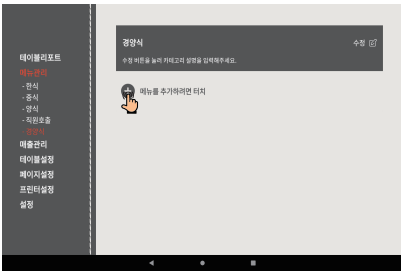 테이블리포트
메뉴관리
- 한식
- 중식
- 양식
- 직원호출
- 경양식
매출관리
테이블설정
페이지설정
프린터설정
설정
경양식
수정
수정 버튼을 눌러 카테고리 설명을 입력해주세요.
메뉴를 추가하려면 터치